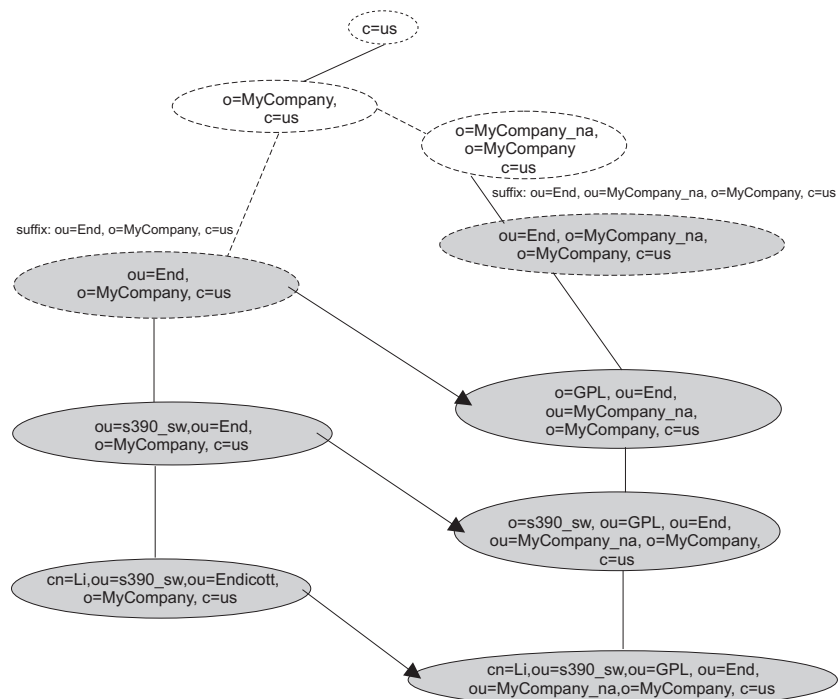 c=us
o=MyCompany,
c=us
o=MyCompany_na,
o=MyCompany
c=us
suffix: ou=End, ou=MyCompany_na, o=MyCompany, c=us
suffix: ou=End, o=MyCompany, c=us
ou=End, o=MyCompany_na,
o=MyCompany, c=us
ou=End,
o=MyCompany, c=us
o=GPL, ou=End,
ou=MyCompany_na,
o=MyCompany, c=us
ou=s390_sw,ou=End,
o=MyCompany, c=us
o=s390_sw, ou=GPL, ou=End,
ou=MyCompany_na, o=MyCompany,
c=us
cn=Li,ou=s390_sw,ou=Endicott,
o=MyCompany, c=us
cn=Li,ou=s390_sw,ou=GPL, ou=End,
ou=MyCompany_na,o=MyCompany, c=us